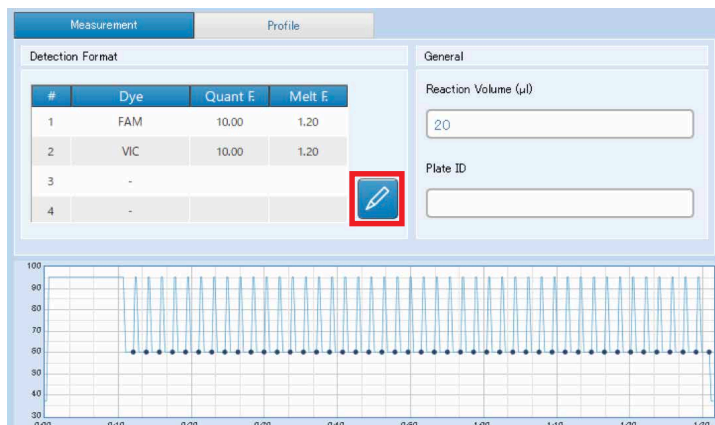 Measurement
Profile
Detection Format
# Dye Quant F. Melt F.
1 FAM 10.00 1.20
2 VIC 10.00 1.20
3 -
4 -
General
Reaction Volume (μl)
20
Plate ID
100
90
80
70
60
50
40
30